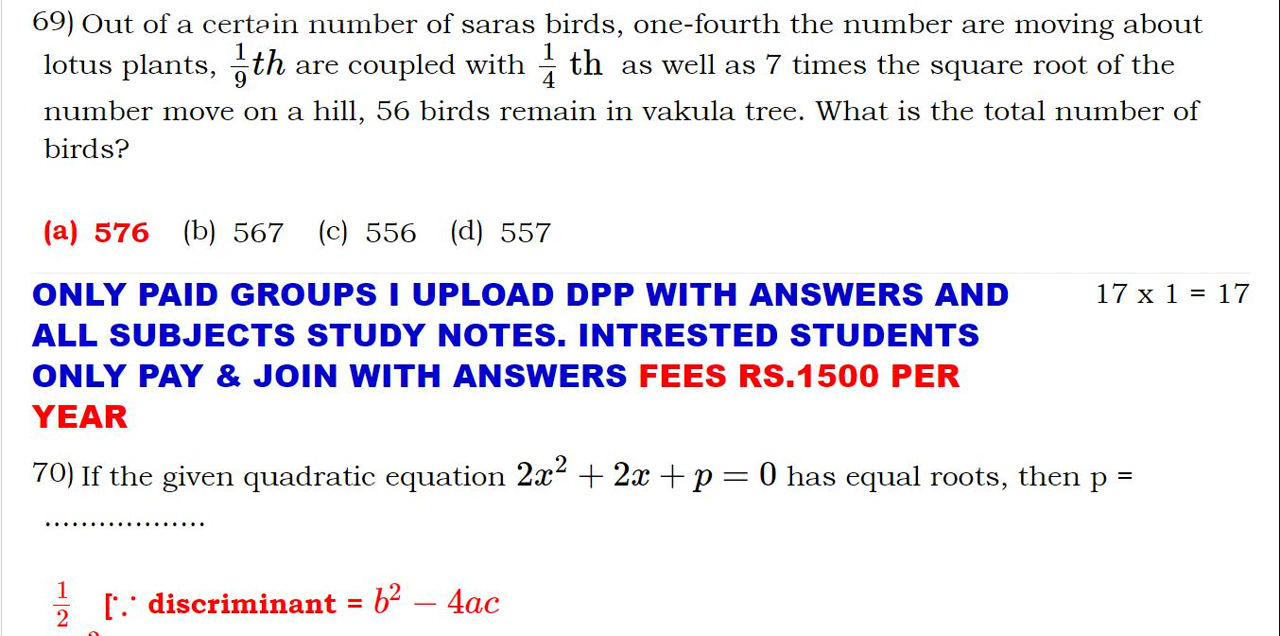 69) Out of a certain number of saras birds, one-fourth the number are moving about
lotus plants, 1/9 th are coupled with 1/4 th as well as 7 times the square root of the
number move on a hill, 56 birds remain in vakula tree. What is the total number of
birds?
(a) 576 (b) 567 (c) 556 (d) 557
ONLY PAID GROUPS I UPLOAD DPP WITH ANSWERS AND 17 x 1 = 17
ALL SUBJECTS STUDY NOTES. INTRESTED STUDENTS
ONLY PAY & JOIN WITH ANSWERS FEES RS.1500 PER
YEAR
70) If the given quadratic equation 2x² + 2x + p = 0 has equal roots, then p =
..................
1/2 [∵ discriminant = b² − 4ac